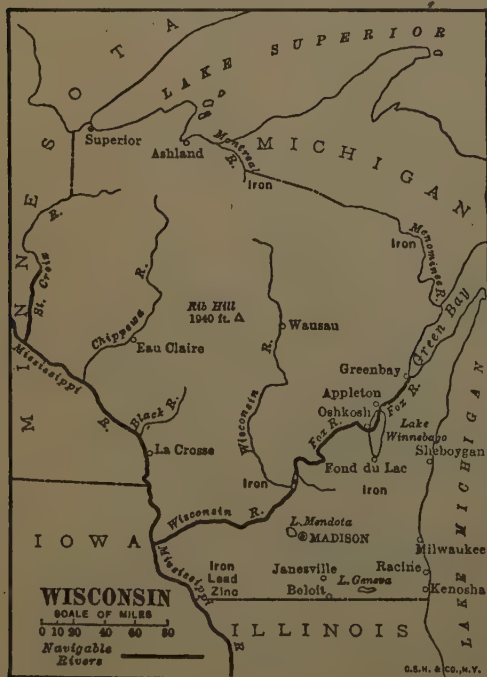 LAKE SUPERIOR
MINNESOTA
Superior
Ashland
Montreal R.
Iron
MICHIGAN
Iron
Menominee R.
St. Croix R.
Chippewa R.
Rib Hill
1940 ft.
Wausau
Eau Claire
Green Bay
Mississippi R.
Greenbay
Appleton
Fox R.
Oshkosh
Black R.
Wisconsin R.
Fox R.
Lake
Winnebago
Sheboygan
La Crosse
Fond du Lac
Iron
Iron
Wisconsin R.
L. Mendota
MADISON
IOWA
Milwaukee
Mississippi R.
Iron
Lead
Zinc
Janesville
Racine
L. Geneva
Beloit
Kenosha
LAKE MICHIGAN
WISCONSIN
SCALE OF MILES
0 10 20 40 60 80
Navigable
Rivers
ILLINOIS
C.S.H. & CO., N.Y.